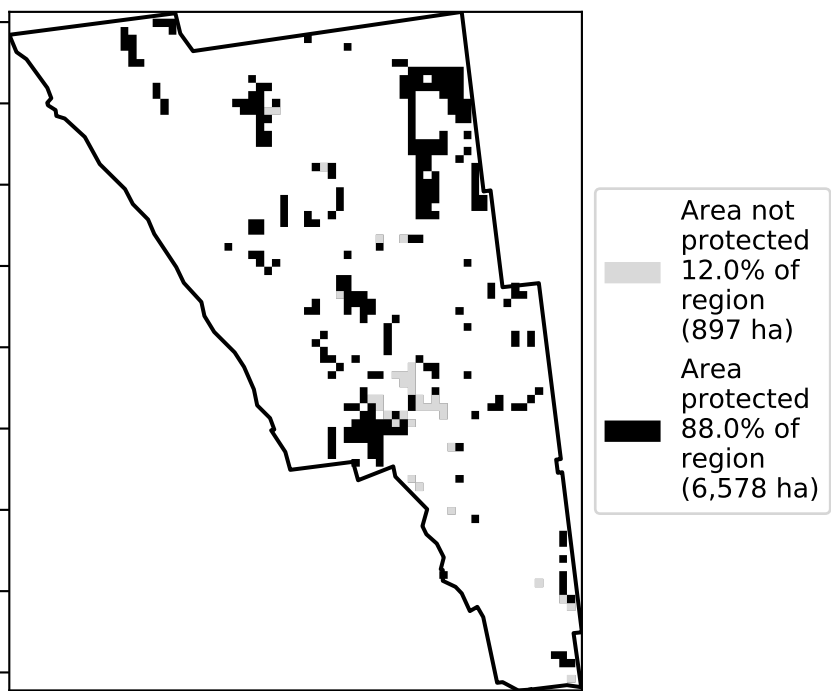 Area not
protected
12.0% of
region
(897 ha)
Area
protected
88.0% of
region
(6,578 ha)